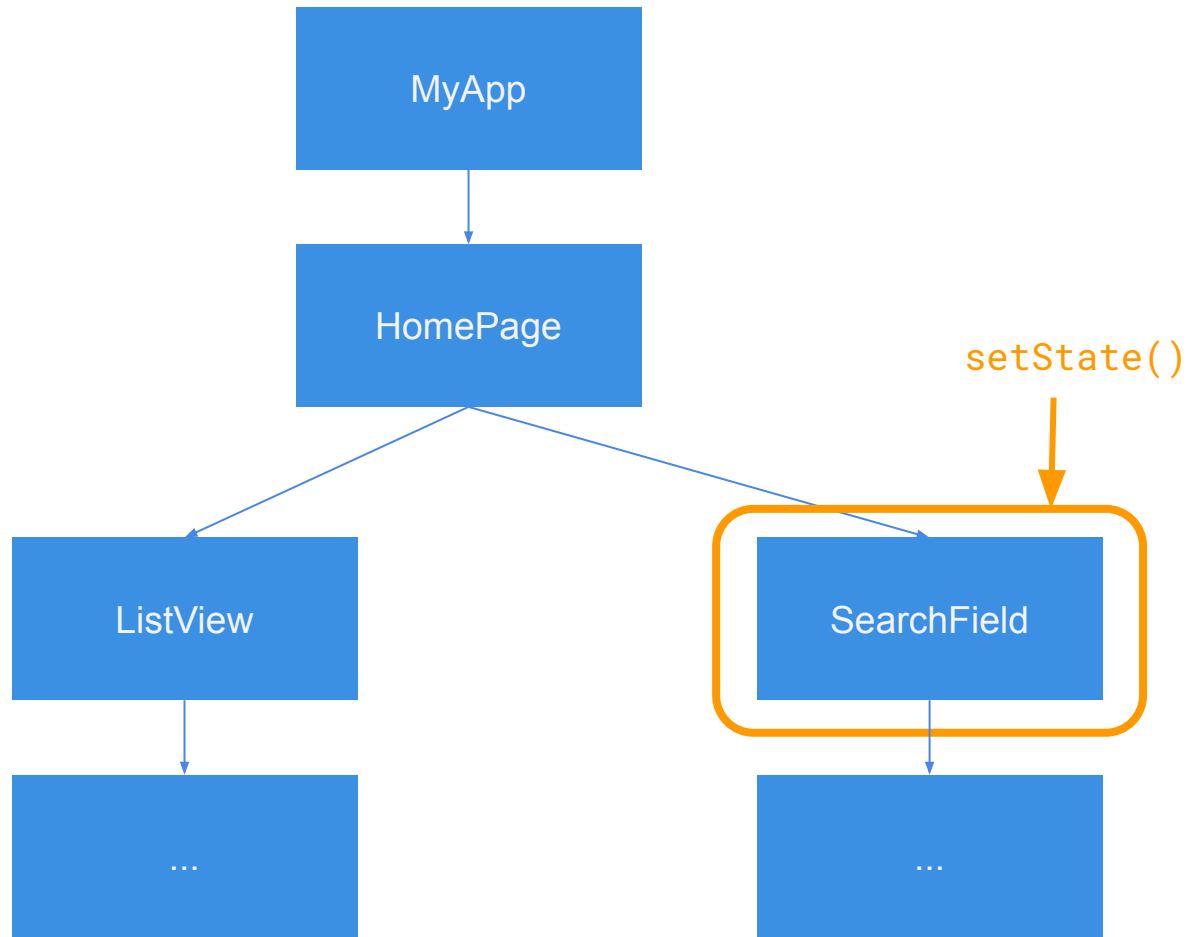 MyApp
HomePage
setState()
ListView
SearchField
...
...